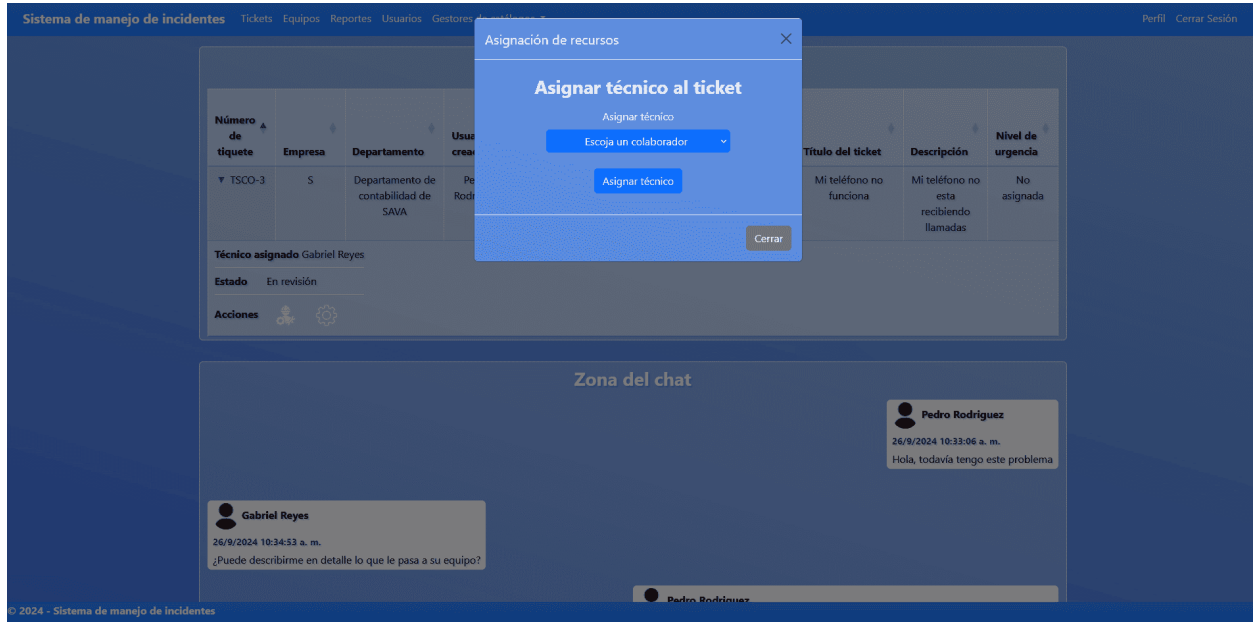 Sistema de manejo de incidentes Tickets Equipos Reportes Usuarios Gestores de catálogos Perfil Cerrar Sesión
Asignación de recursos
Asignar técnico al ticket
Asignar técnico
Escoja un colaborador
Asignar técnico
Cerrar
Número de tiquete Empresa Departamento Título del ticket Descripción Nivel de urgencia
TSCO-3 S Departamento de Mi teléfono no Mi teléfono no No
contabilidad de funciona esta asignada
SAVA recibiendo
llamadas
Técnico asignado Gabriel Reyes
Estado En revisión
Acciones
Zona del chat
Pedro Rodriguez
26/9/2024 10:33:06 a. m.
Hola, todavía tengo este problema
Gabriel Reyes
26/9/2024 10:34:53 a. m.
¿Puede describirme en detalle lo que le pasa a su equipo?
Pedro Rodriguez
© 2024 - Sistema de manejo de incidentes